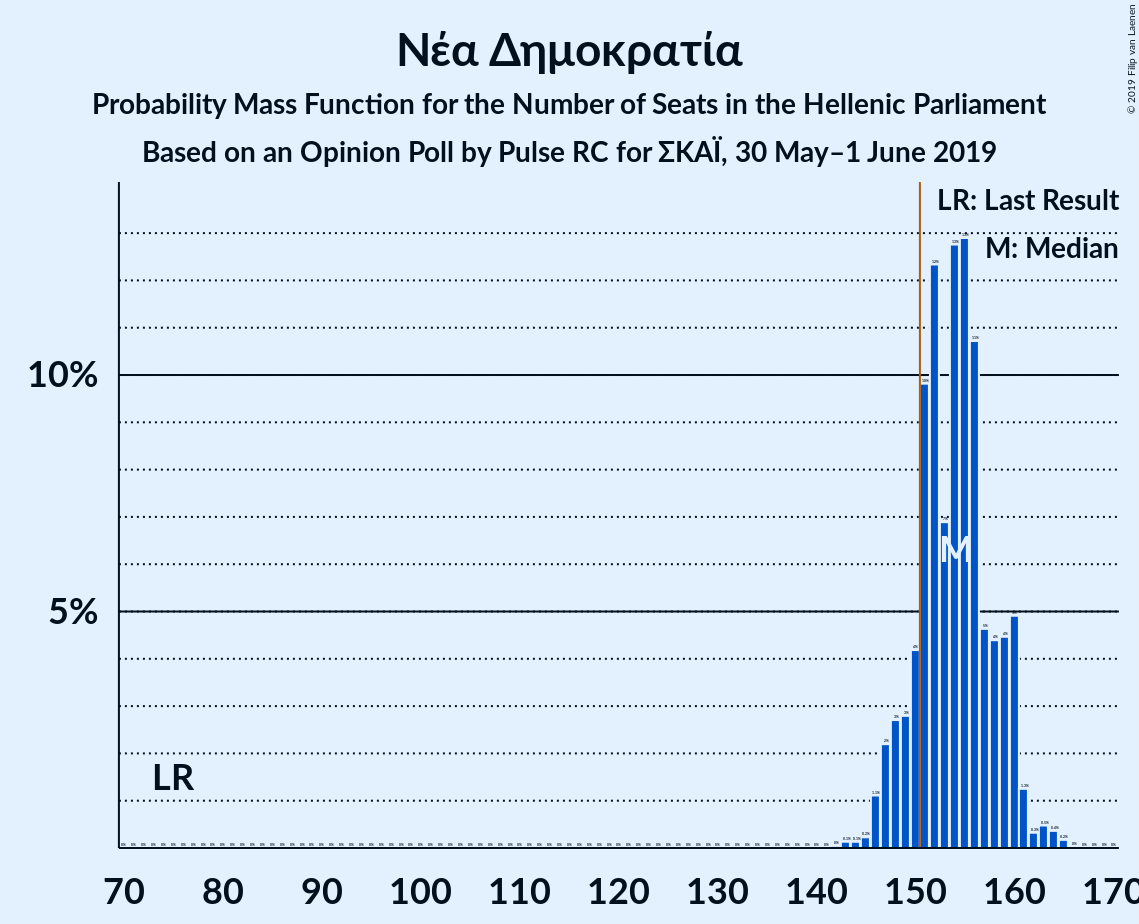 Νέα Δημοκρατία
Probability Mass Function for the Number of Seats in the Hellenic Parliament
Based on an Opinion Poll by Pulse RC for ΣΚΑΪ, 30 May–1 June 2019
© 2019 Filip van Laenen
LR: Last Result
M: Median
10%
5%
M
LR
70 80 90 100 110 120 130 140 150 160 170